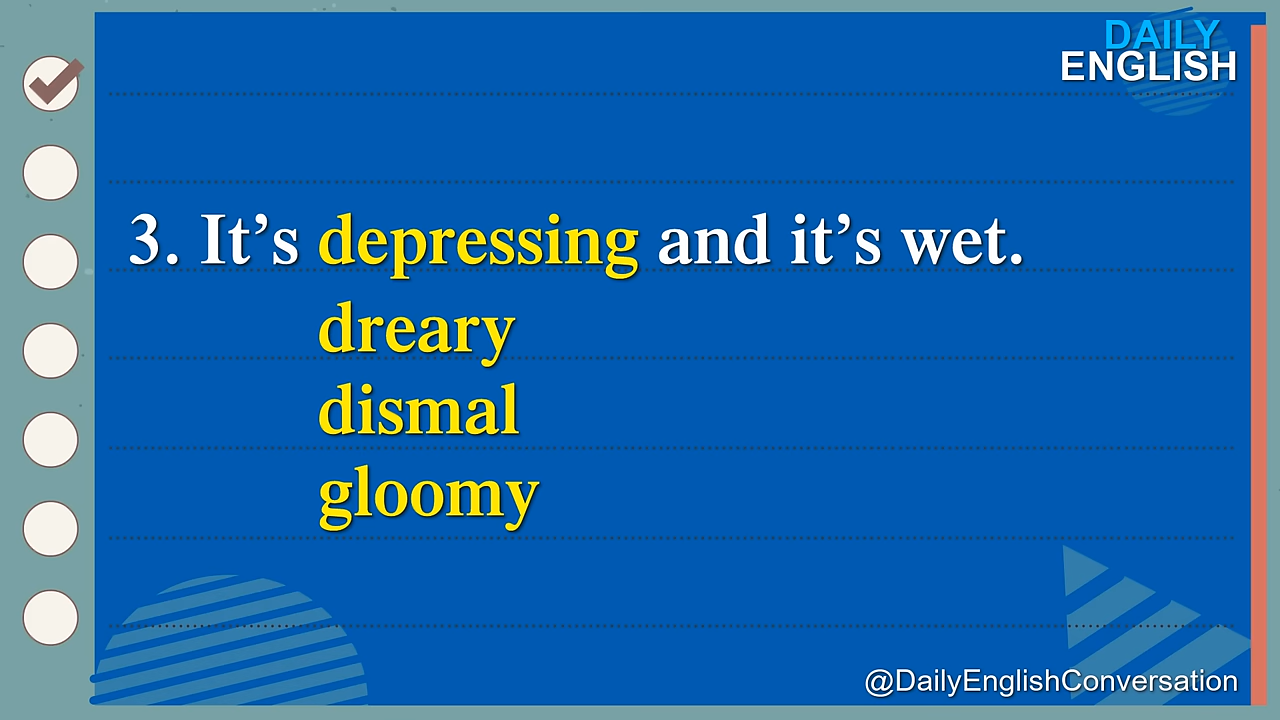 DAILY
ENGLISH
3. It’s depressing and it’s wet.
dreary
dismal
gloomy
@DailyEnglishConversation